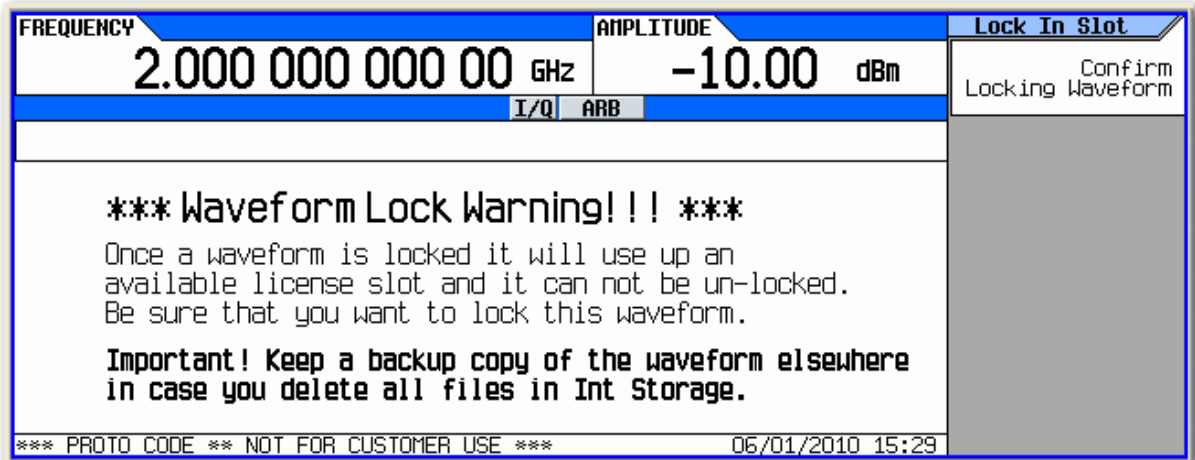 FREQUENCY
AMPLITUDE
Lock In Slot
2.000 000 000 00 GHz
-10.00 dBm
Confirm
Locking Waveform
I/Q ARB
*** Waveform Lock Warning!!! ***
Once a waveform is locked it will use up an
available license slot and it can not be un-locked.
Be sure that you want to lock this waveform.
Important! Keep a backup copy of the waveform elsewhere
in case you delete all files in Int Storage.
*** PROTO CODE ** NOT FOR CUSTOMER USE ***
06/01/2010 15:29